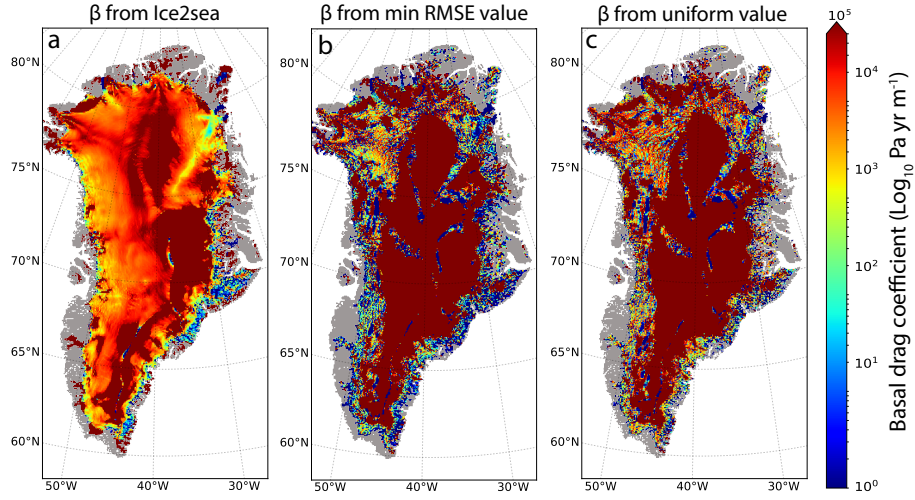 β from Ice2sea
β from min RMSE value
β from uniform value
a
b
c
80°N
75°N
70°N
65°N
60°N
50°W
40°W
30°W
80°N
75°N
70°N
65°N
60°N
50°W
40°W
30°W
80°N
75°N
70°N
65°N
60°N
50°W
40°W
30°W
10⁵
10⁴
10³
10²
10¹
10⁰
Basal drag coefficient (Log₁₀ Pa yr m⁻¹)